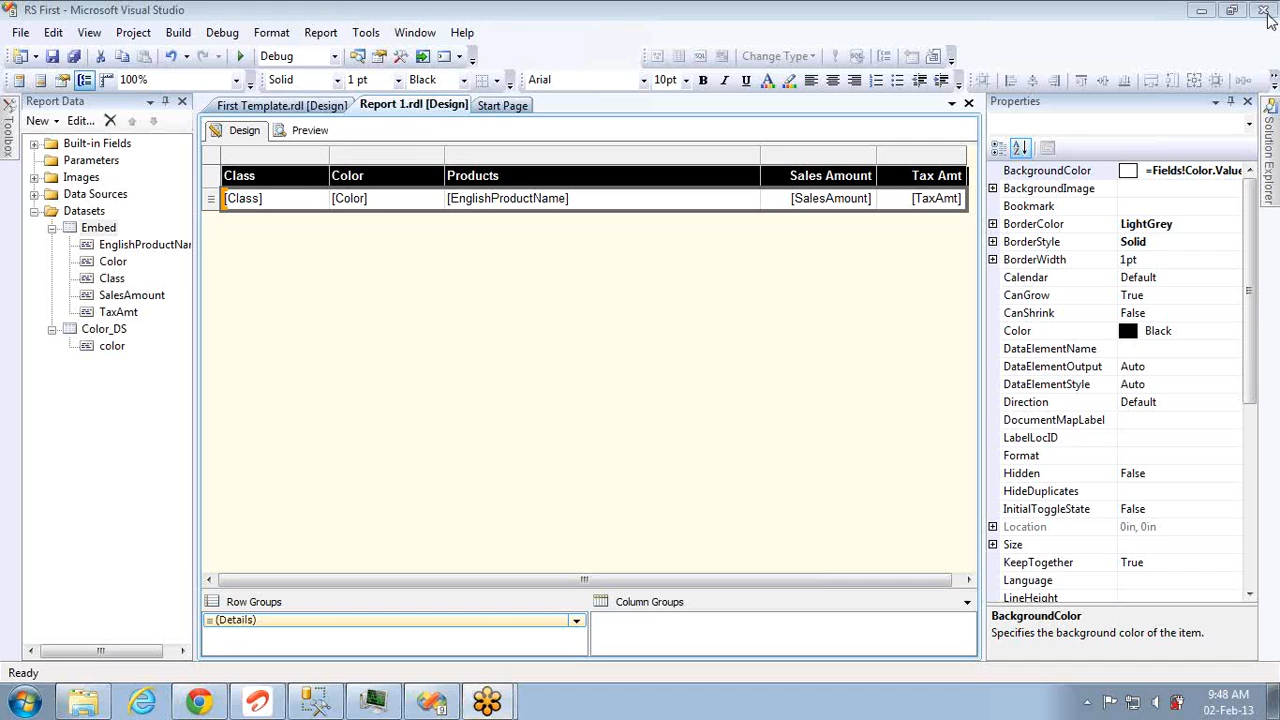 RS First - Microsoft Visual Studio
File Edit View Project Build Debug Format Report Tools Window Help
Debug Change Type
100% Solid 1 pt Black Arial 10pt B I U A
Toolbox
Report Data
New Edit...
Built-in Fields
Parameters
Images
Data Sources
Datasets
Embed
EnglishProductNa
Color
Class
SalesAmount
TaxAmt
Color_DS
color
First Template.rdl [Design] Report 1.rdl [Design] Start Page
Design Preview
Class Color Products Sales Amount Tax Amt
[Class] [Color] [EnglishProductName] [SalesAmount] [TaxAmt]
Row Groups Column Groups
(Details)
Properties
BackgroundColor =Fields!Color.Value
BackgroundImage
Bookmark
BorderColor LightGrey
BorderStyle Solid
BorderWidth 1pt
Calendar Default
CanGrow True
CanShrink False
Color Black
DataElementName
DataElementOutput Auto
DataElementStyle Auto
Direction Default
DocumentMapLabel
LabelLocID
Format
Hidden False
HideDuplicates
InitialToggleState False
Location 0in, 0in
Size
KeepTogether True
Language
LineHeight
BackgroundColor
Specifies the background color of the item.
Solution Explorer
Ready
9:48 AM
02-Feb-13